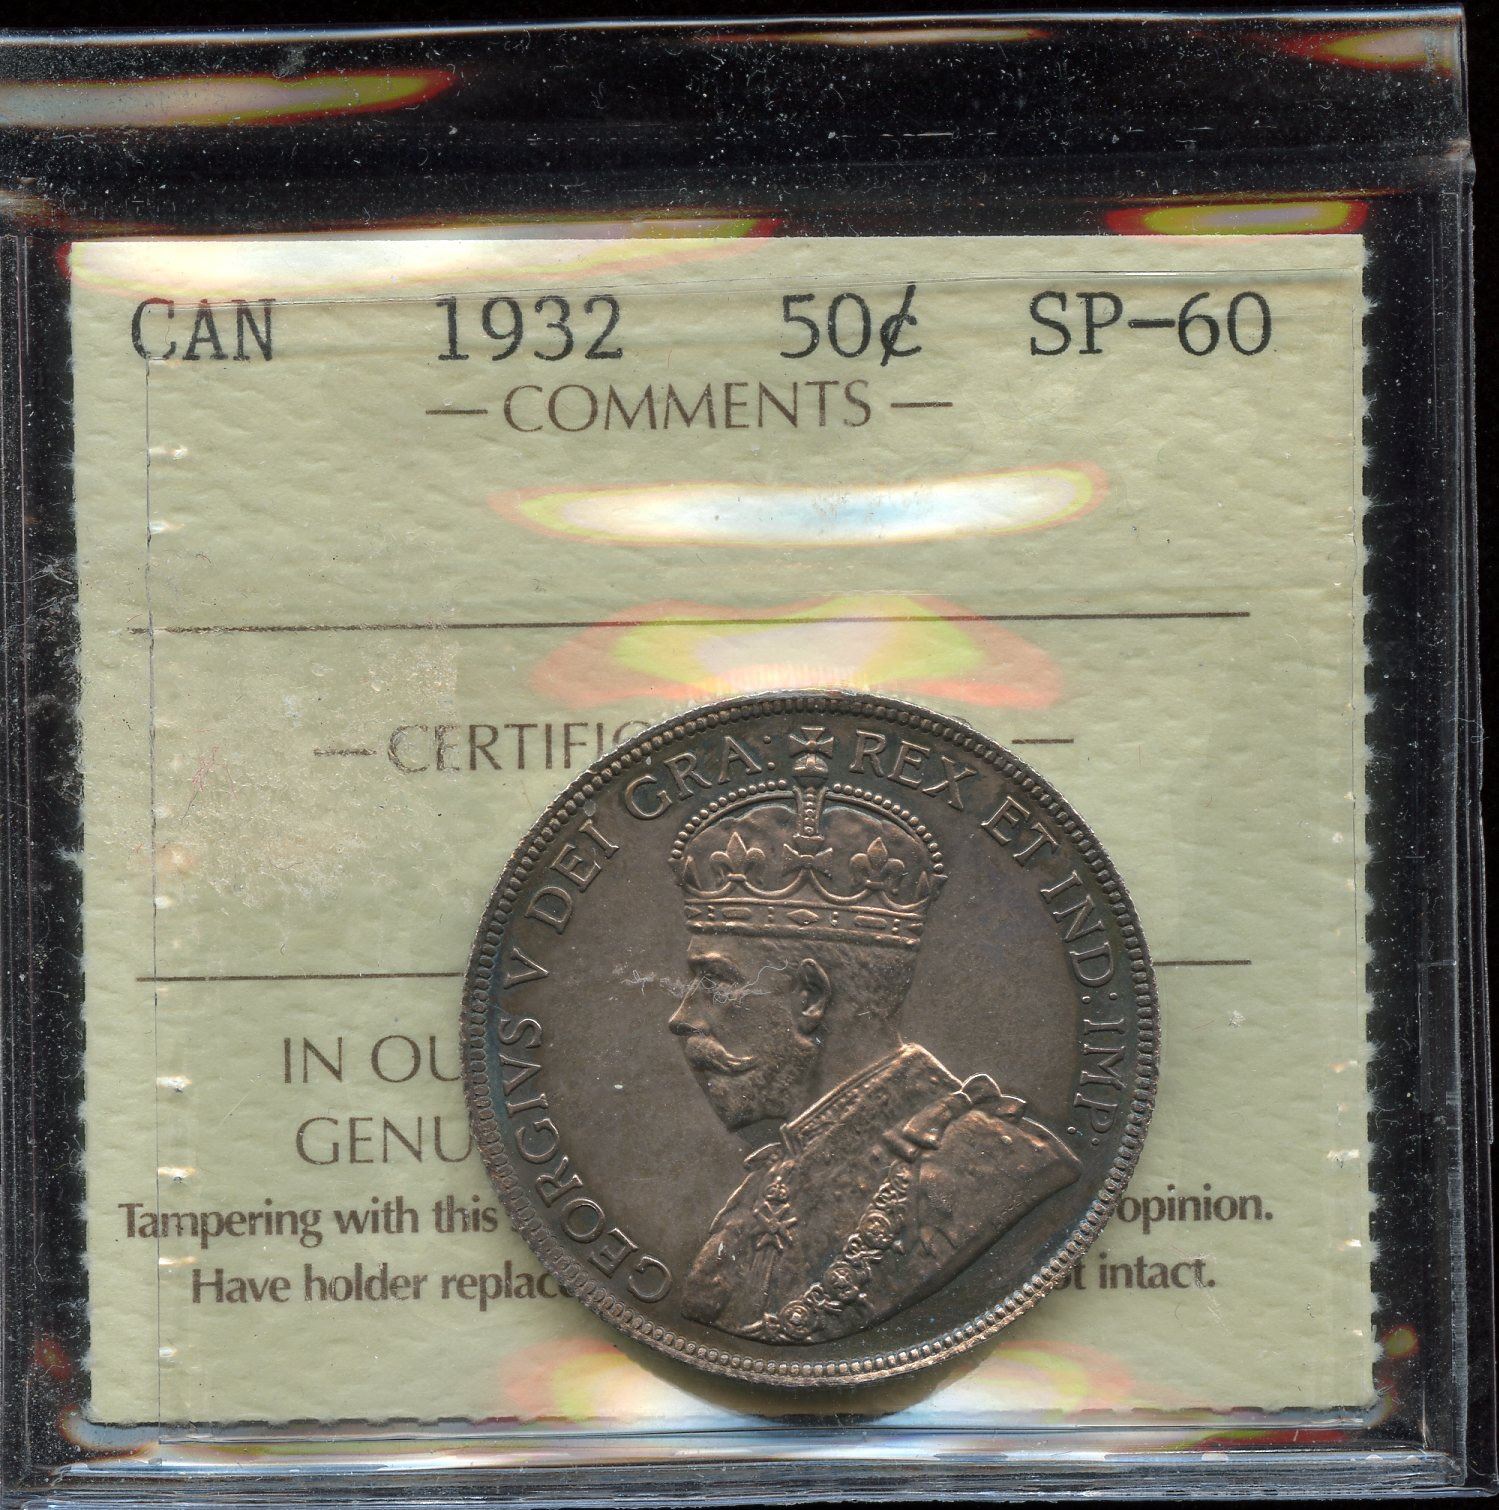 CAN 1932 50¢ SP-60
— COMMENTS —
— CERTIFIC —
IN OU
GENU
Tampering with this opinion.
Have holder replac t intact.
GEORGIVS V DEI GRA: REX ET IND: IMP: